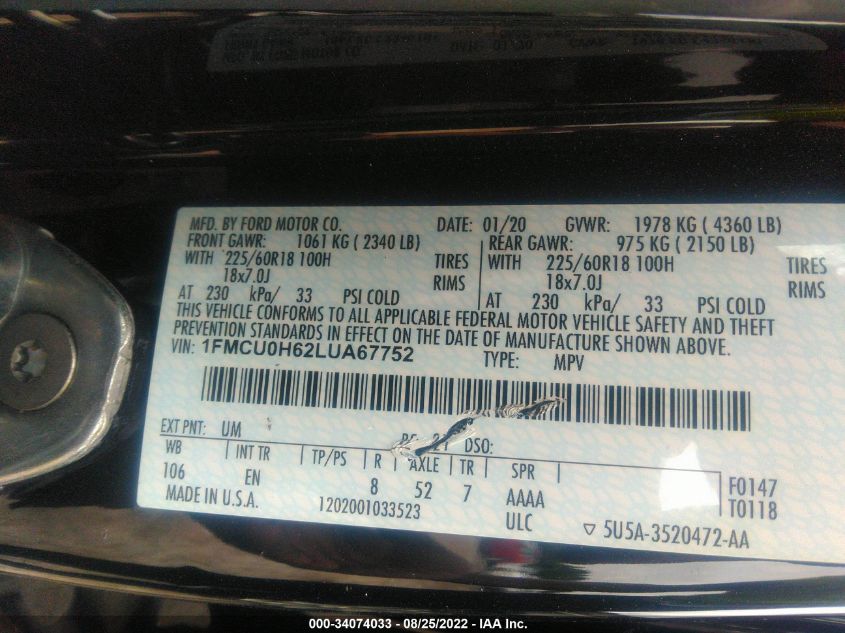 MFD. BY FORD MOTOR CO. DATE: 01/20 GVWR: 1978 KG ( 4360 LB)
FRONT GAWR: 1061 KG ( 2340 LB) REAR GAWR: 975 KG ( 2150 LB)
WITH 225/60R18 100H TIRES WITH 225/60R18 100H TIRES
18x7.0J RIMS 18x7.0J RIMS
AT 230 kPa/ 33 PSI COLD AT 230 kPa/ 33 PSI COLD
THIS VEHICLE CONFORMS TO ALL APPLICABLE FEDERAL MOTOR VEHICLE SAFETY AND THEFT
PREVENTION STANDARDS IN EFFECT ON THE DATE OF MANUFACTURE SHOWN ABOVE.
VIN: 1FMCU0H62LUA67752 TYPE: MPV
EXT PNT: UM DSO:
WB INT TR TP/PS R AXLE TR SPR
106 EN 8 52 7 AAAA F0147
MADE IN U.S.A. 1202001033523 ULC T0118
5U5A-3520472-AA
000-34074033 - 08/25/2022 - IAA Inc.